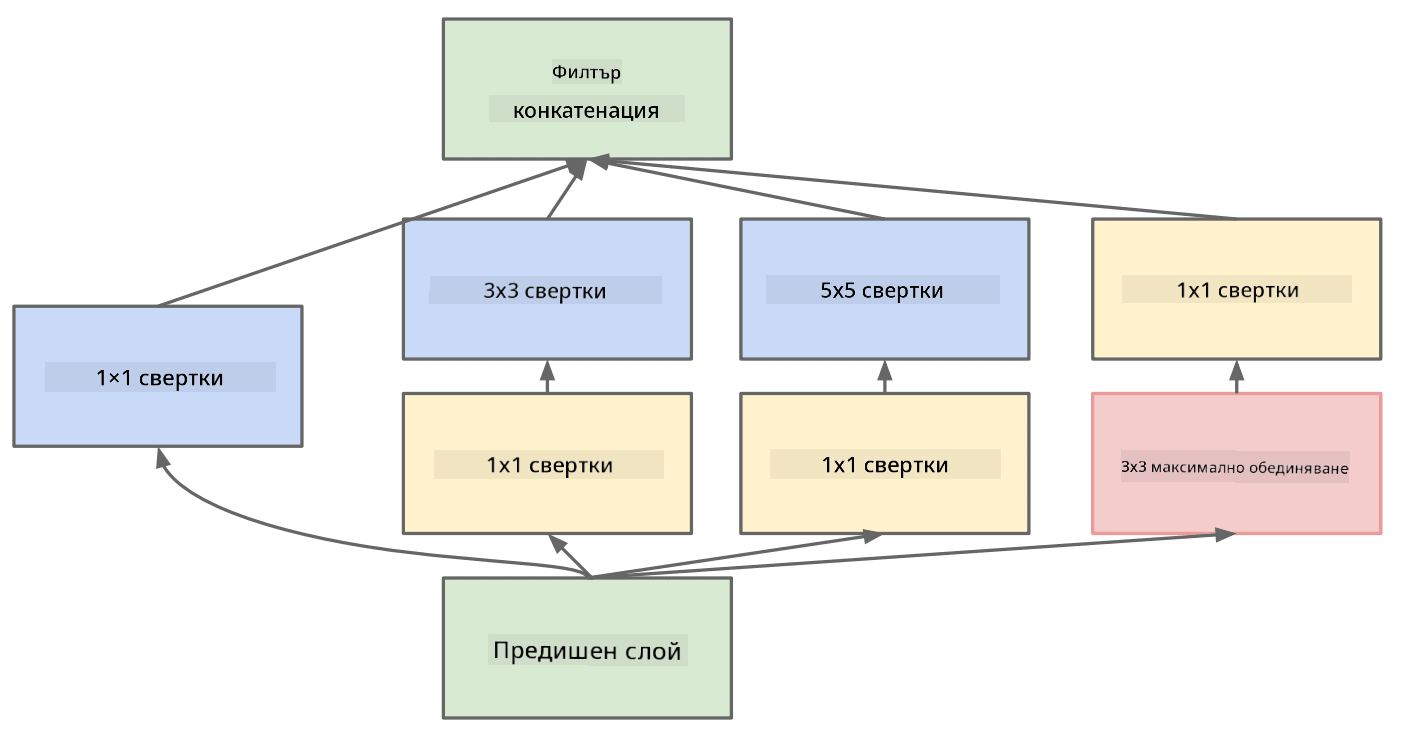 Филтър
конкатенация
3x3 свертки
5x5 свертки
1x1 свертки
1×1 свертки
1x1 свертки
1x1 свертки
3x3 максимално обединяване
Предишен слой